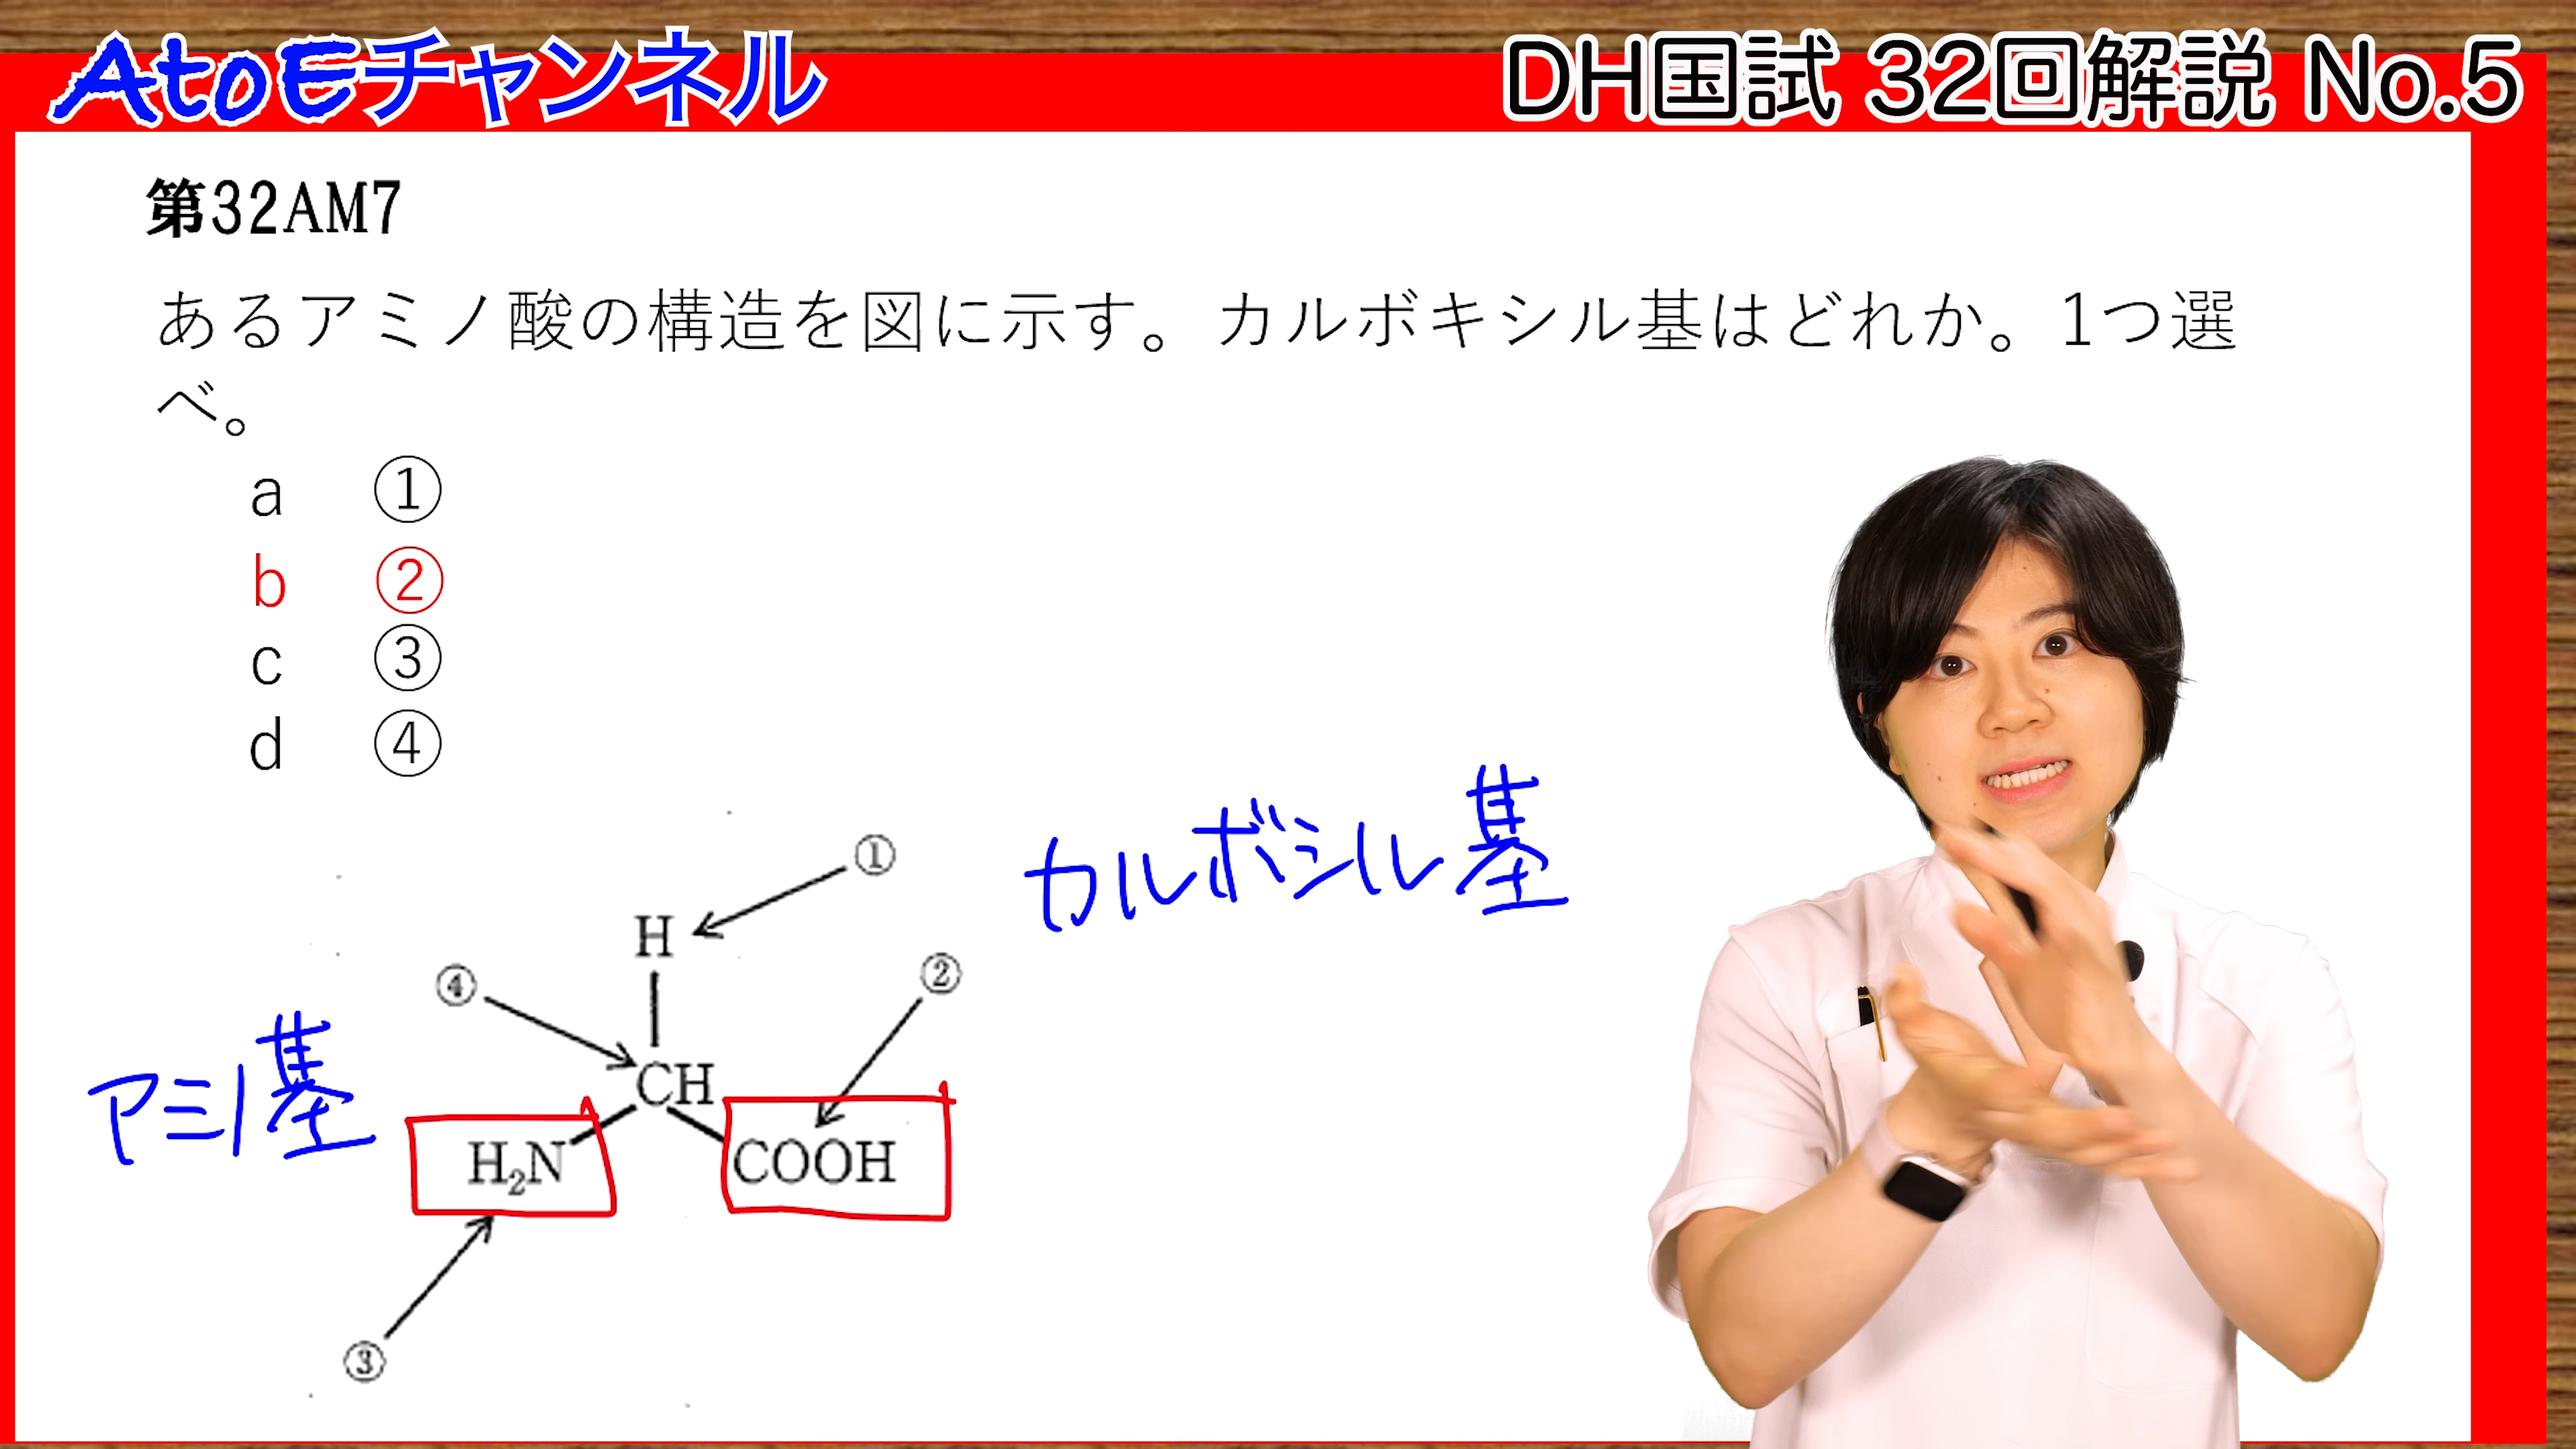 AtoEチャンネル
DH国試 32回解説 No.5
第32AM7
あるアミノ酸の構造を図に示す。カルボキシル基はどれか。1つ選
べ。
a ①
b ②
c ③
d ④
①
カルボシル基
H
④
②
アミノ基
CH
H₂N
COOH
③